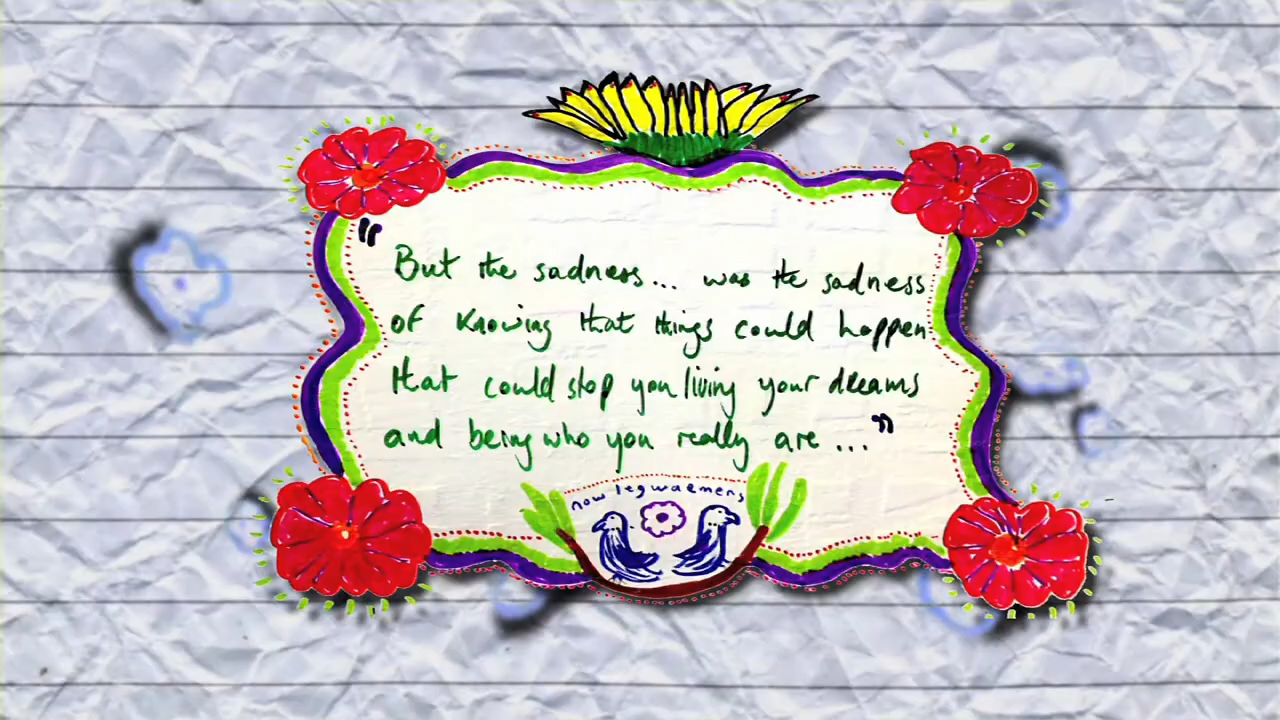 "But the sadness... was the sadness
of knowing that things could happen
that could stop you living your dreams
and being who you really are ..."
now legwarmers